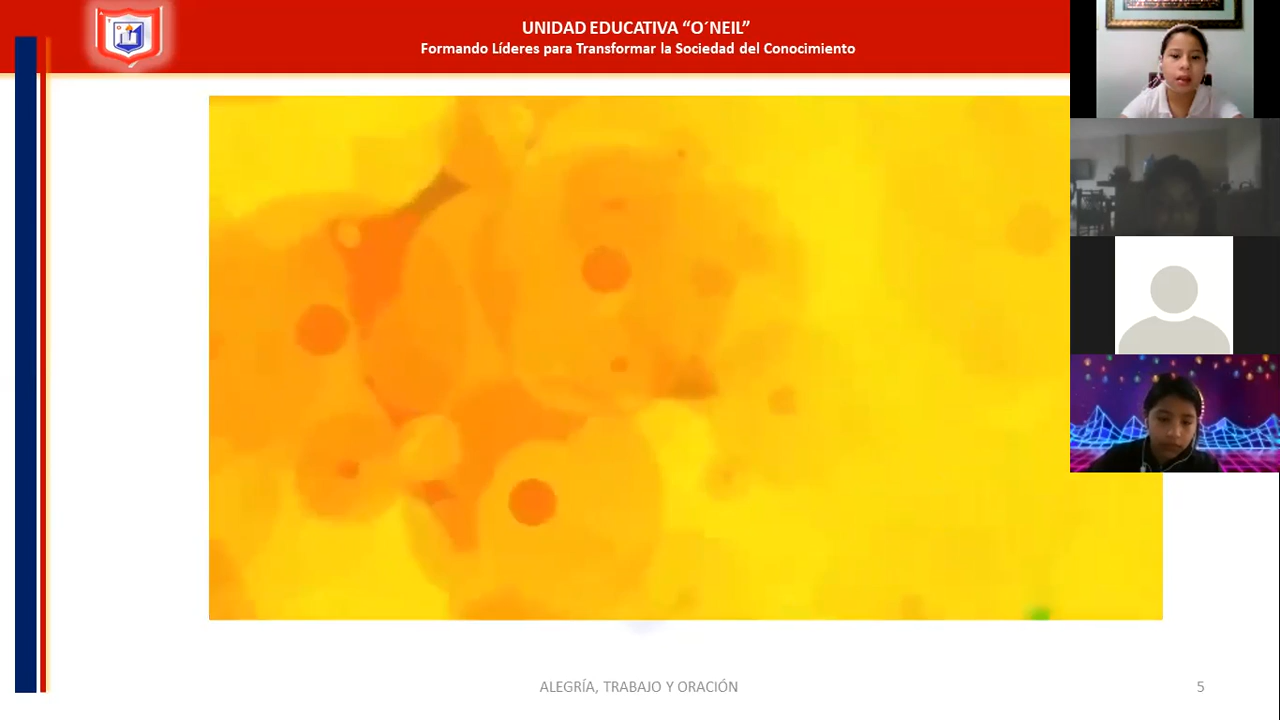 UNIDAD EDUCATIVA “O´NEIL”
Formando Líderes para Transformar la Sociedad del Conocimiento
ALEGRÍA, TRABAJO Y ORACIÓN
5